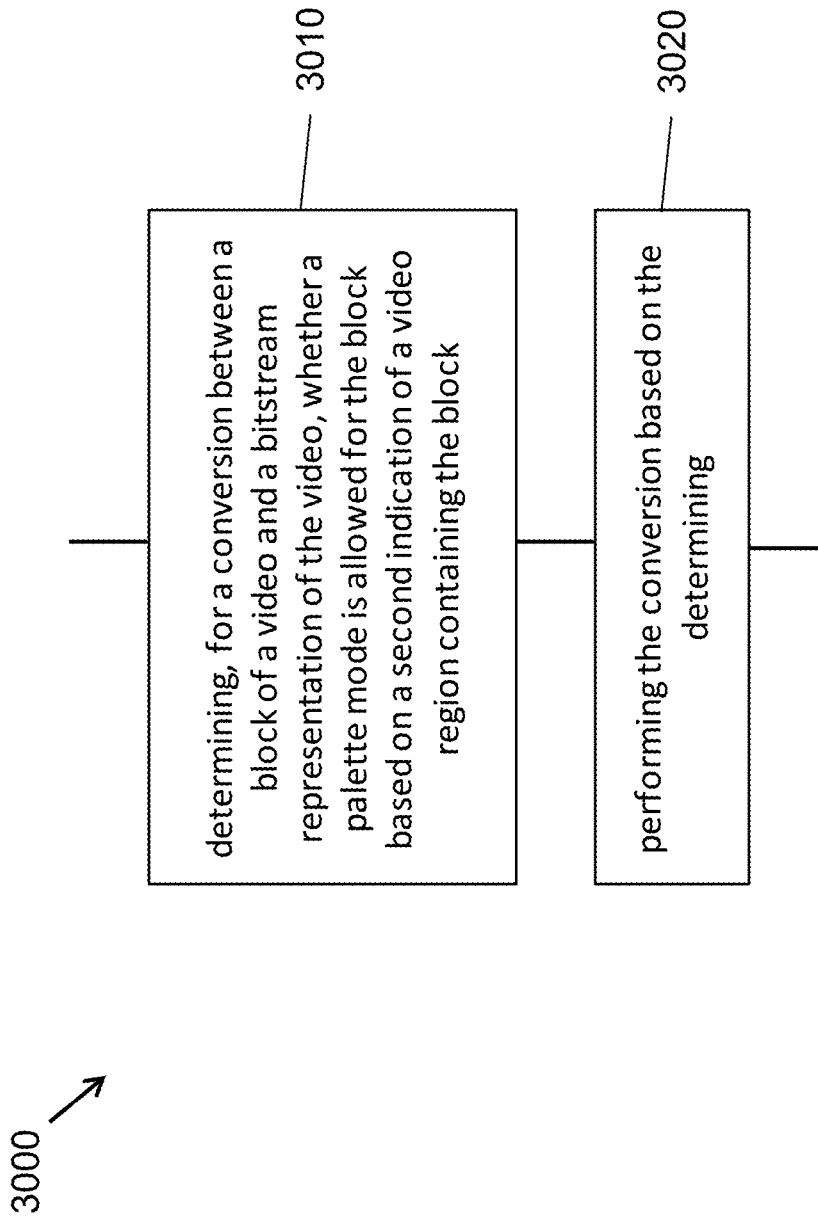 3000
determining, for a conversion between a
block of a video and a bitstream
representation of the video, whether a
palette mode is allowed for the block
based on a second indication of a video
region containing the block
3010
performing the conversion based on the
determining
3020